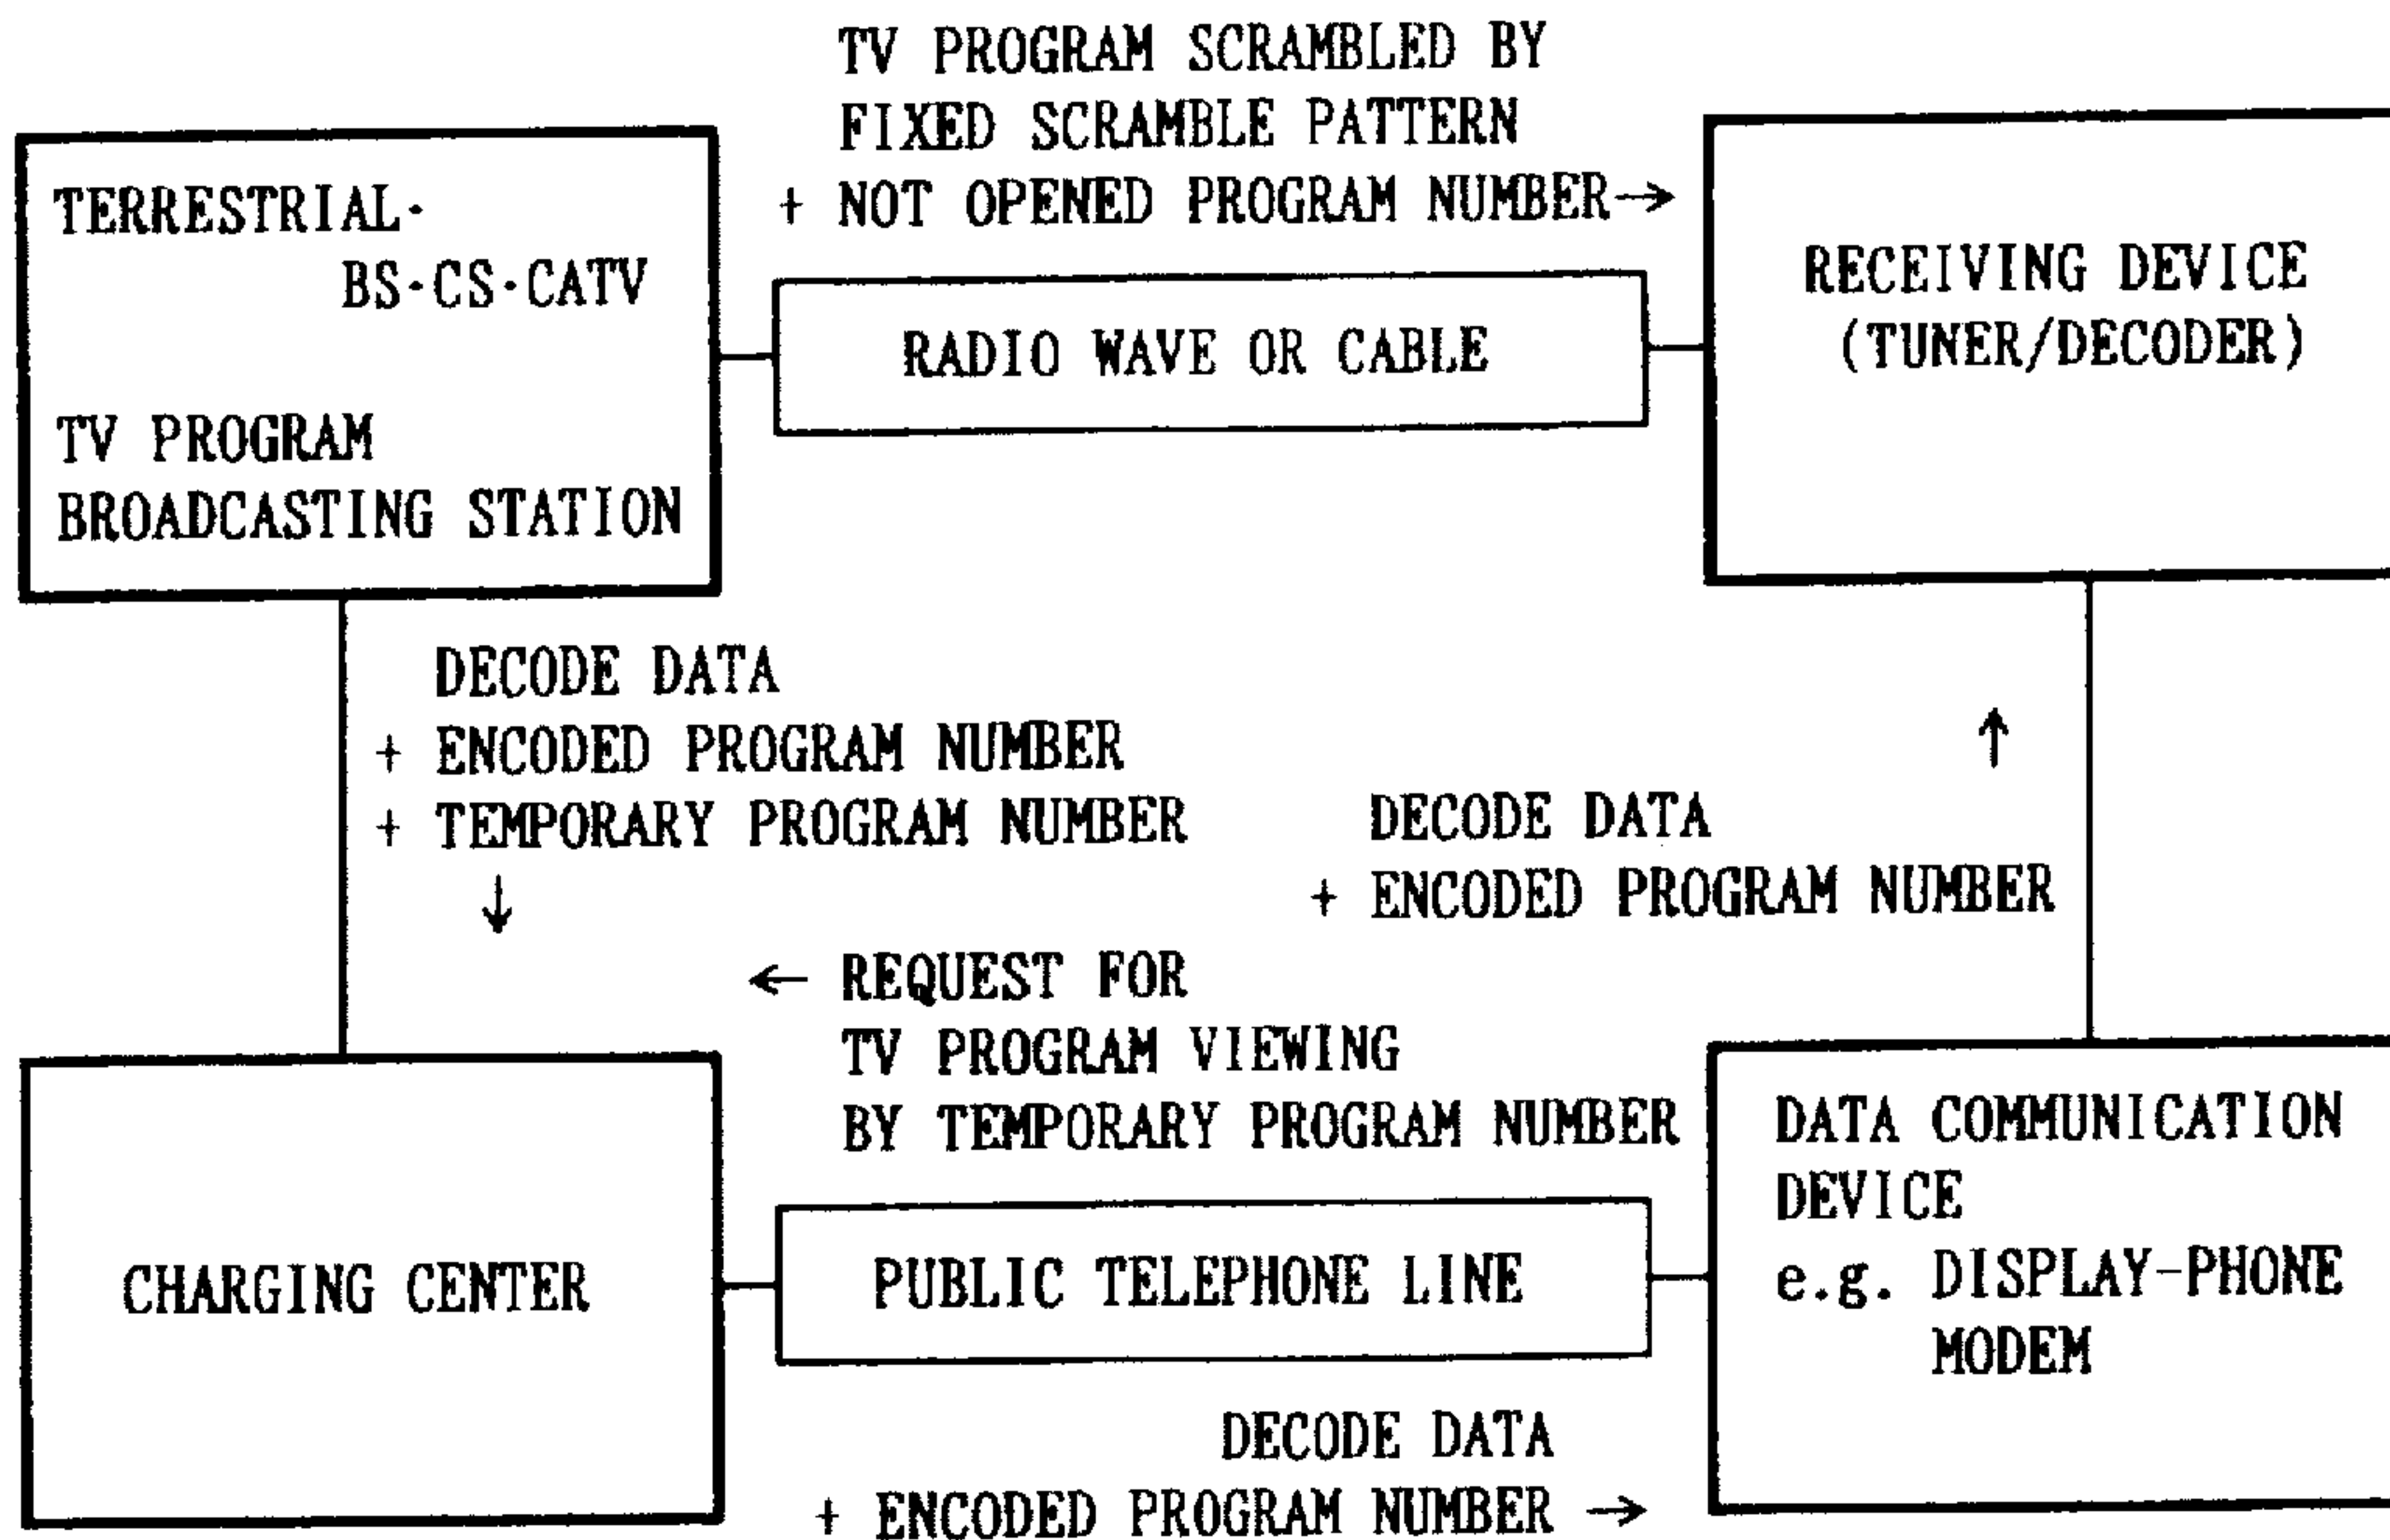 TV PROGRAM SCRAMBLED BY
FIXED SCRAMBLE PATTERN
+ NOT OPENED PROGRAM NUMBER→
TERRESTRIAL·
BS·CS·CATV
TV PROGRAM
BROADCASTING STATION
RADIO WAVE OR CABLE
RECEIVING DEVICE
(TUNER/DECODER)
DECODE DATA
+ ENCODED PROGRAM NUMBER
+ TEMPORARY PROGRAM NUMBER
↓
↑
DECODE DATA
+ ENCODED PROGRAM NUMBER
← REQUEST FOR
TV PROGRAM VIEWING
BY TEMPORARY PROGRAM NUMBER
CHARGING CENTER
PUBLIC TELEPHONE LINE
DATA COMMUNICATION
DEVICE
e.g. DISPLAY-PHONE
MODEM
DECODE DATA
+ ENCODED PROGRAM NUMBER →